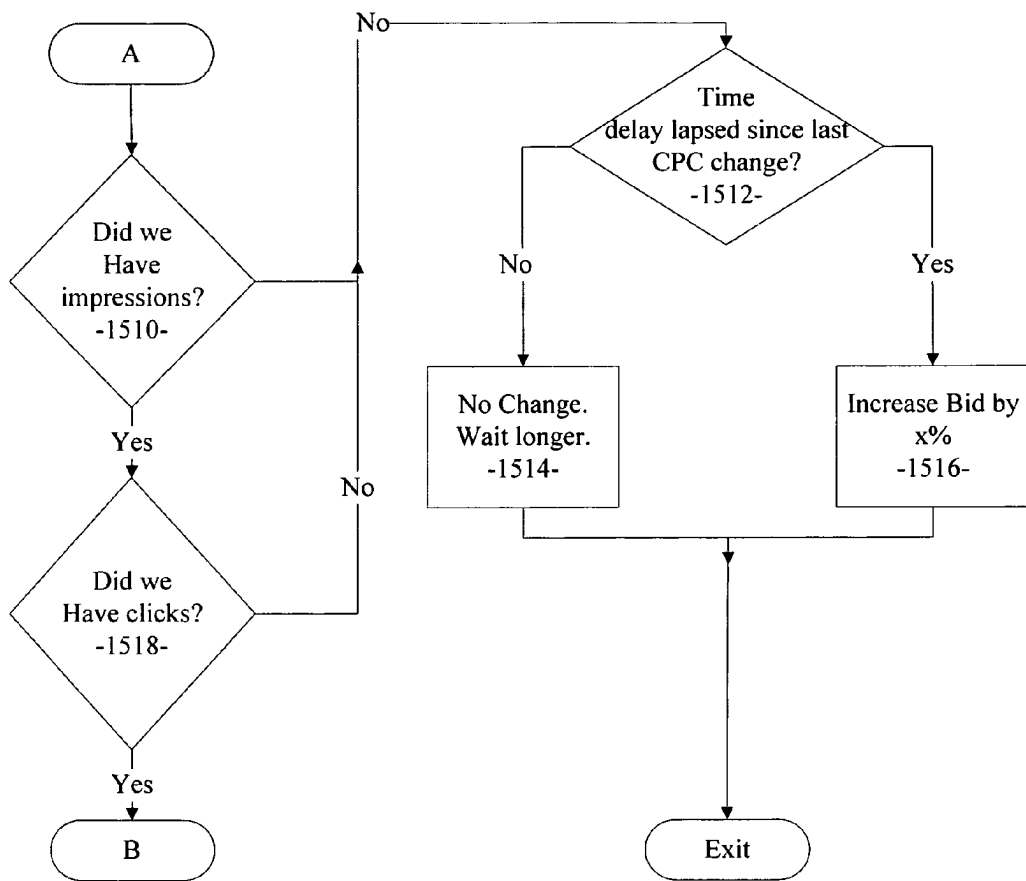 A
Did we
Have
impressions?
-1510-
Yes
Did we
Have clicks?
-1518-
Yes
B
No
No
Time
delay lapsed since last
CPC change?
-1512-
No
Yes
No Change.
Wait longer.
-1514-
Increase Bid by
x%
-1516-
Exit